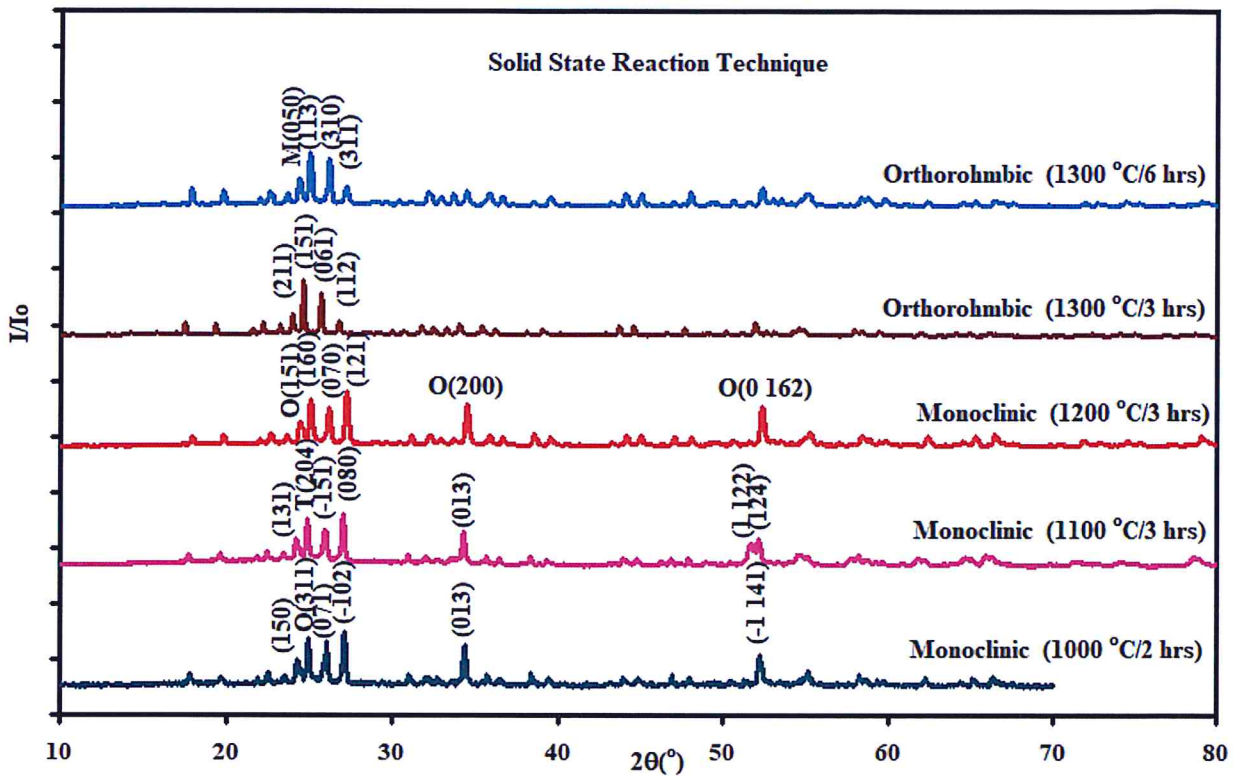 Solid State Reaction Technique
M(050)
(113)
(310)
(311)
Orthorohmbic (1300 °C/6 hrs)
(211)
(151)
(061)
(112)
Orthorohmbic (1300 °C/3 hrs)
O(151)
(160)
(070)
(121)
O(200)
O(0 162)
Monoclinic (1200 °C/3 hrs)
(131)
T(204)
(-151)
(080)
(013)
(1 122)
(124)
Monoclinic (1100 °C/3 hrs)
(150)
O(311)
(071)
(-102)
(013)
(-1 141)
Monoclinic (1000 °C/2 hrs)
I/Io
10 20 30 40 50 60 70 80
2θ(°)